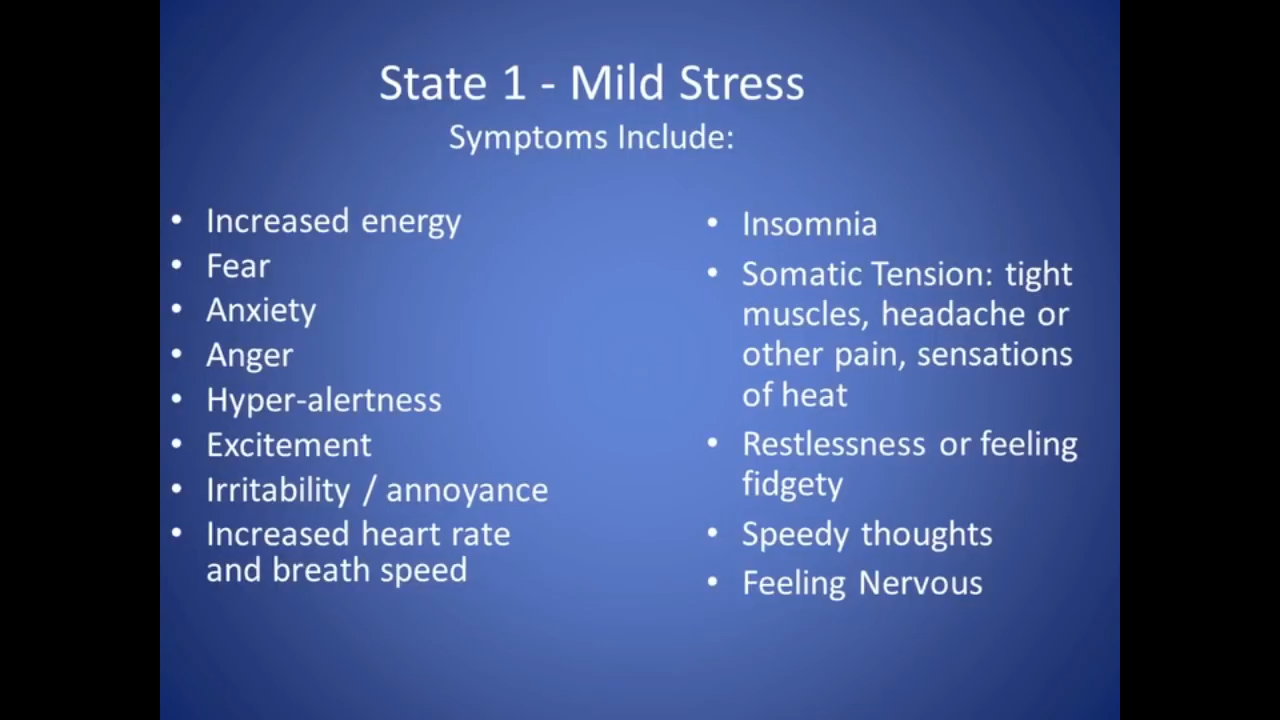 State 1 - Mild Stress
Symptoms Include:
• Increased energy
• Fear
• Anxiety
• Anger
• Hyper-alertness
• Excitement
• Irritability / annoyance
• Increased heart rate
and breath speed
• Insomnia
• Somatic Tension: tight
muscles, headache or
other pain, sensations
of heat
• Restlessness or feeling
fidgety
• Speedy thoughts
• Feeling Nervous